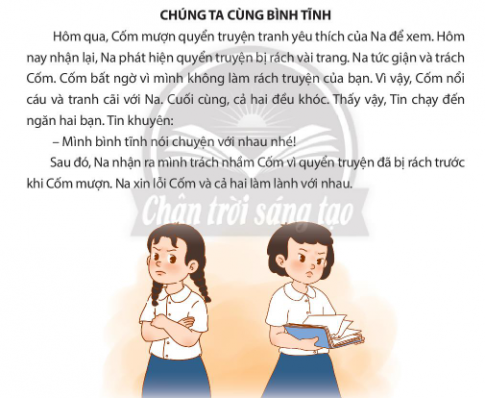 CHÚNG TA CÙNG BÌNH TĨNH
Hôm qua, Cốm mượn quyển truyện tranh yêu thích của Na để xem. Hôm
nay nhận lại, Na phát hiện quyển truyện bị rách vài trang. Na tức giận và trách
Cốm. Cốm bất ngờ vì mình không làm rách truyện của bạn. Vì vậy, Cốm nổi
cáu và tranh cãi với Na. Cuối cùng, cả hai đều khóc. Thấy vậy, Tin chạy đến
ngăn hai bạn. Tin khuyên:
– Mình bình tĩnh nói chuyện với nhau nhé!
Sau đó, Na nhận ra mình trách nhầm Cốm vì quyển truyện đã bị rách trước
khi Cốm mượn. Na xin lỗi Cốm và cả hai làm lành với nhau.
Chân trời sáng tạo